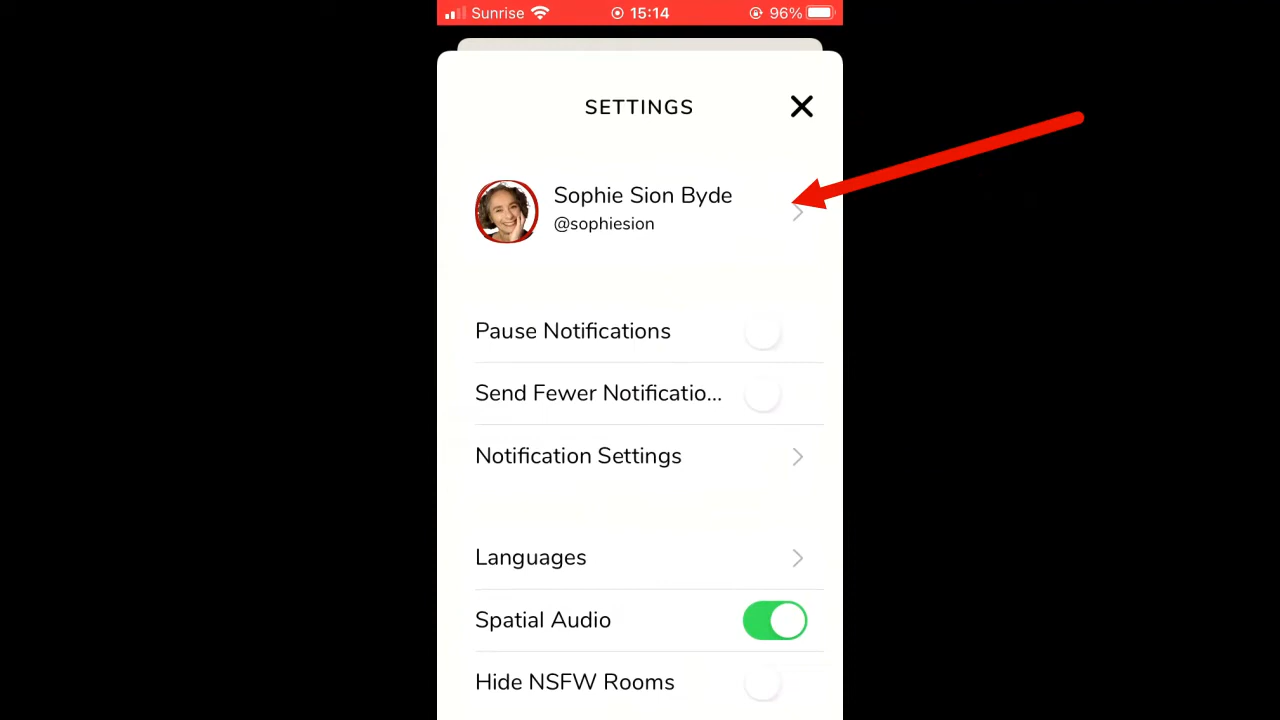 Sunrise 15:14 96%
SETTINGS
Sophie Sion Byde
@sophiesion
Pause Notifications
Send Fewer Notificatio...
Notification Settings
Languages
Spatial Audio
Hide NSFW Rooms